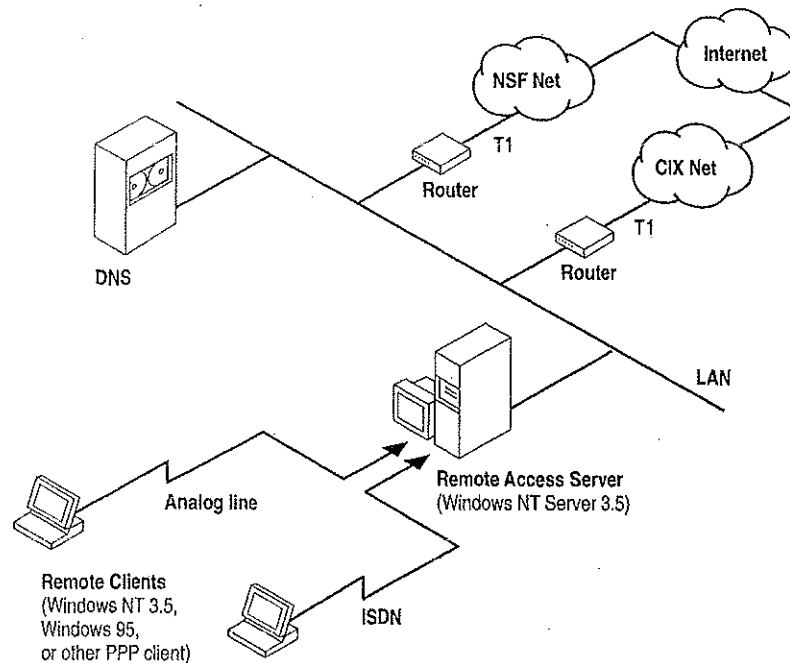 Internet
NSF Net
T1
Router
CIX Net
T1
Router
DNS
LAN
Remote Access Server
(Windows NT Server 3.5)
Analog line
Remote Clients
(Windows NT 3.5,
Windows 95,
or other PPP client)
ISDN